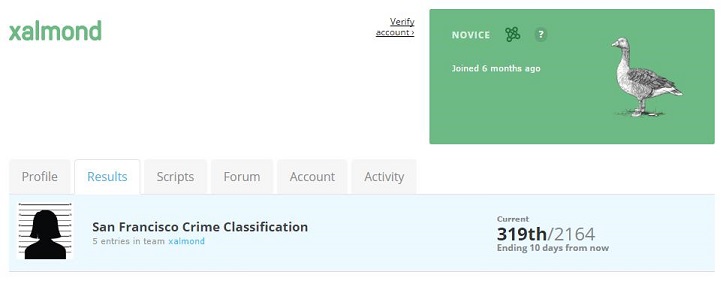 xalmond
Verify
account ›
NOVICE ?
Joined 6 months ago
Profile Results Scripts Forum Account Activity
San Francisco Crime Classification
5 entries in team xalmond
Current
319th/2164
Ending 10 days from now